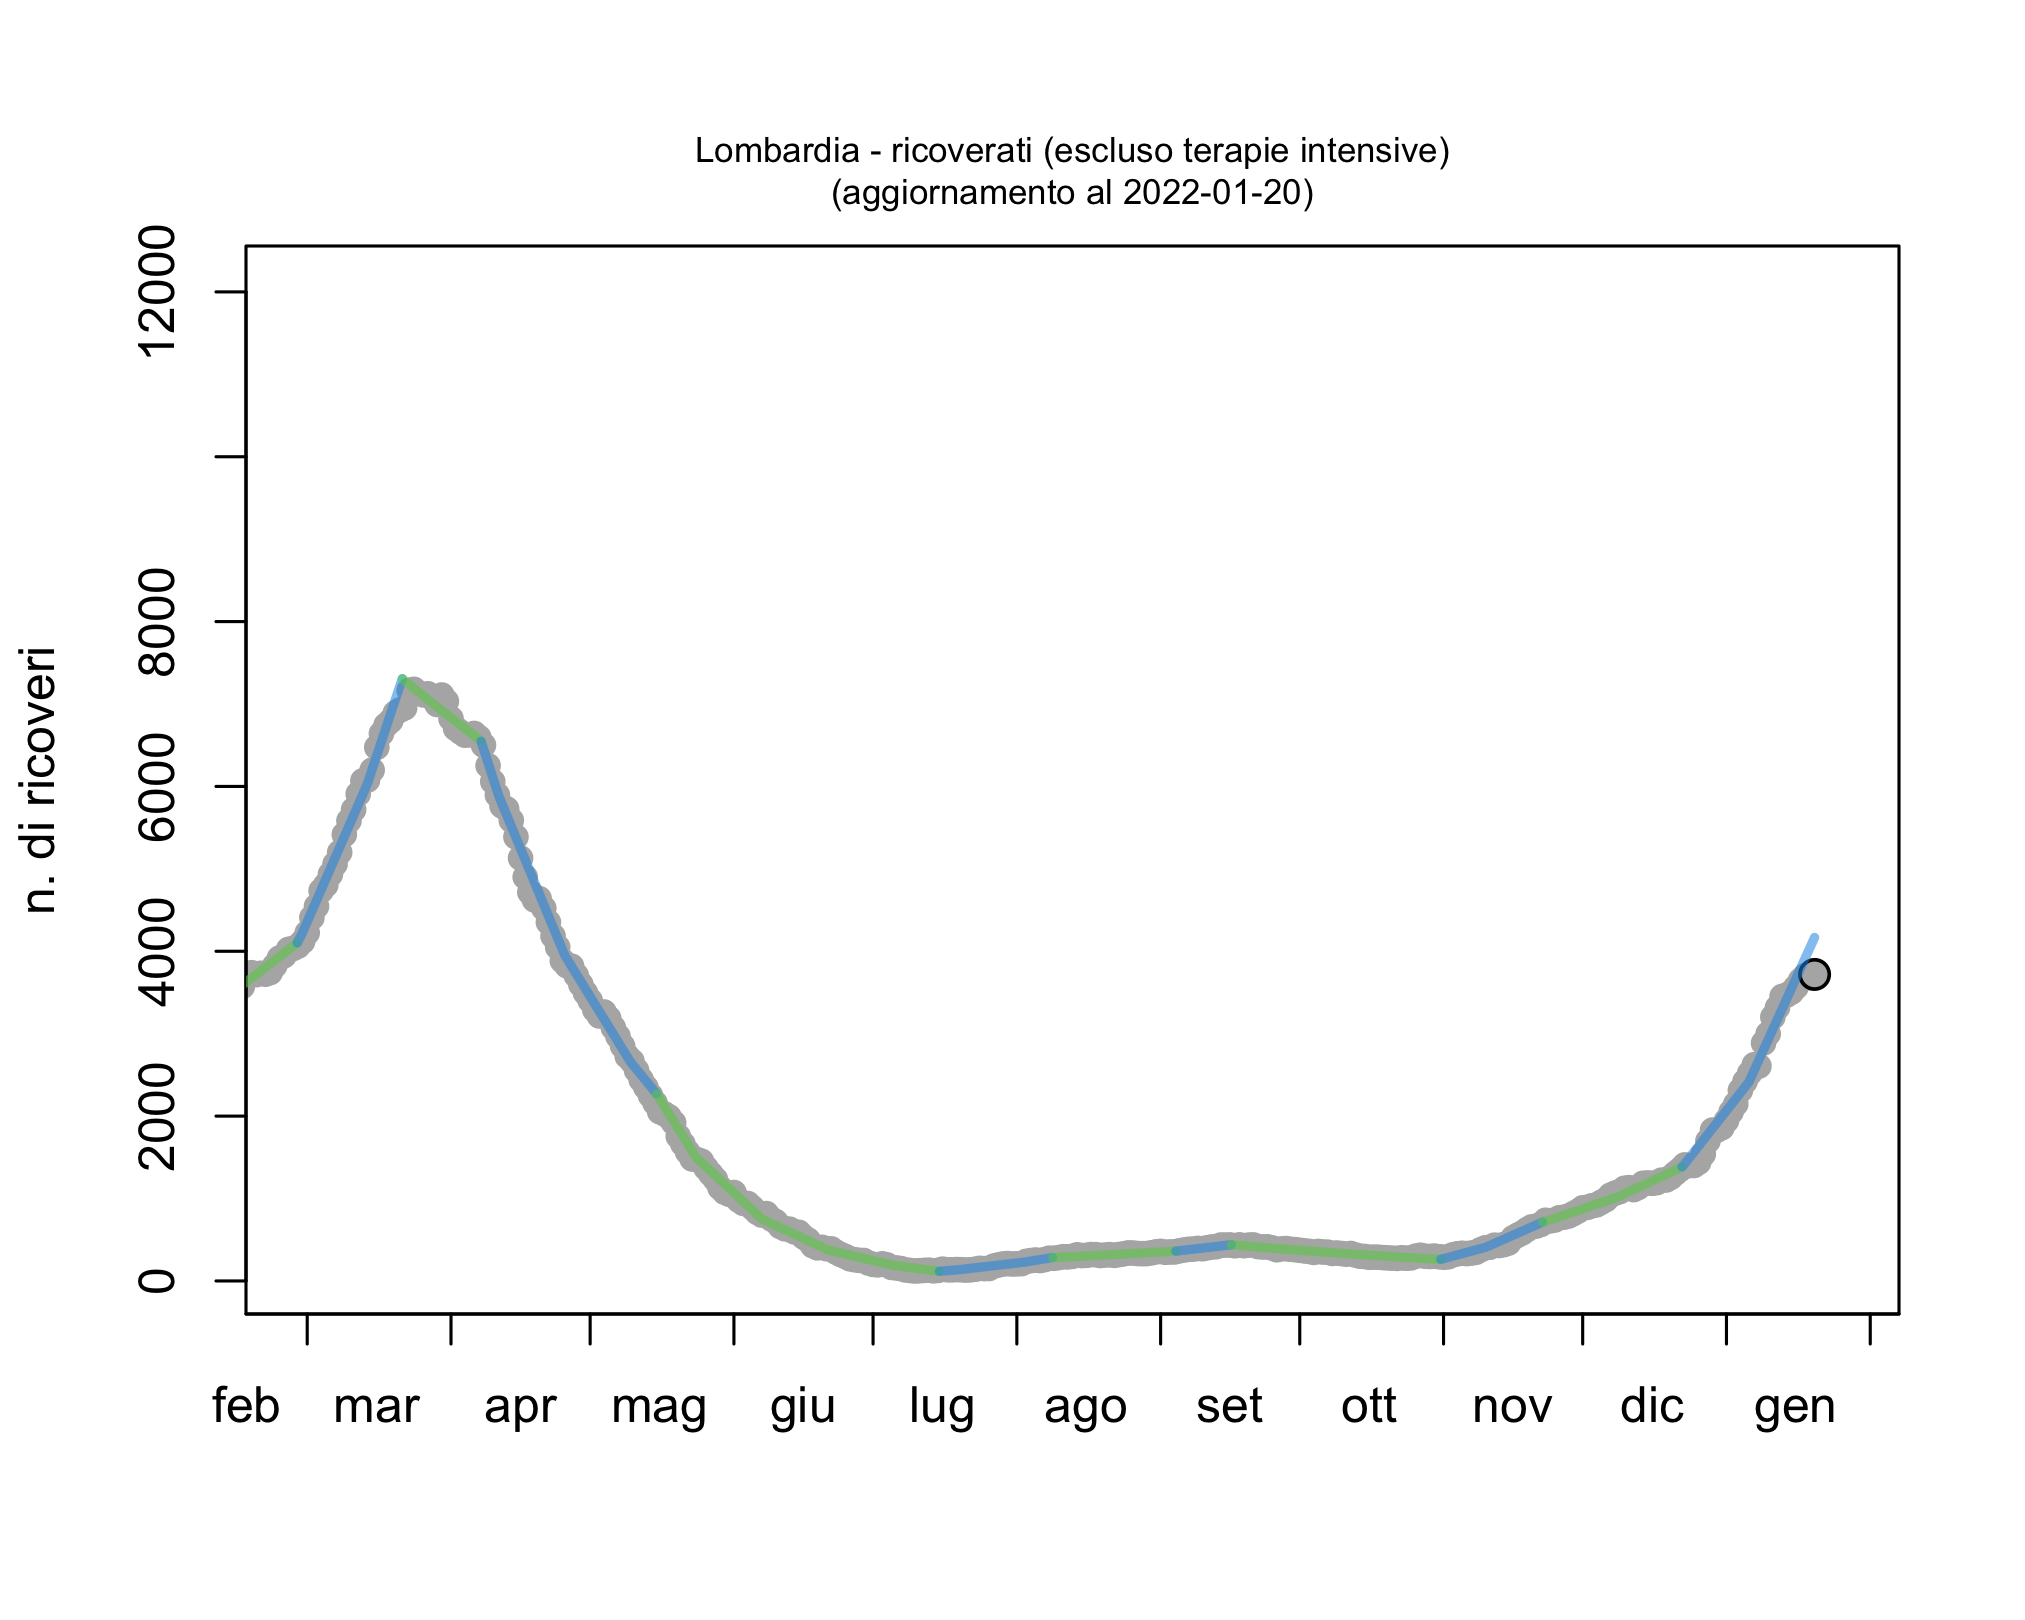 Lombardia - ricoverati (escluso terapie intensive)
(aggiornamento al 2022-01-20)
n. di ricoveri
12000
8000
6000
4000
2000
0
feb mar apr mag giu lug ago set ott nov dic gen